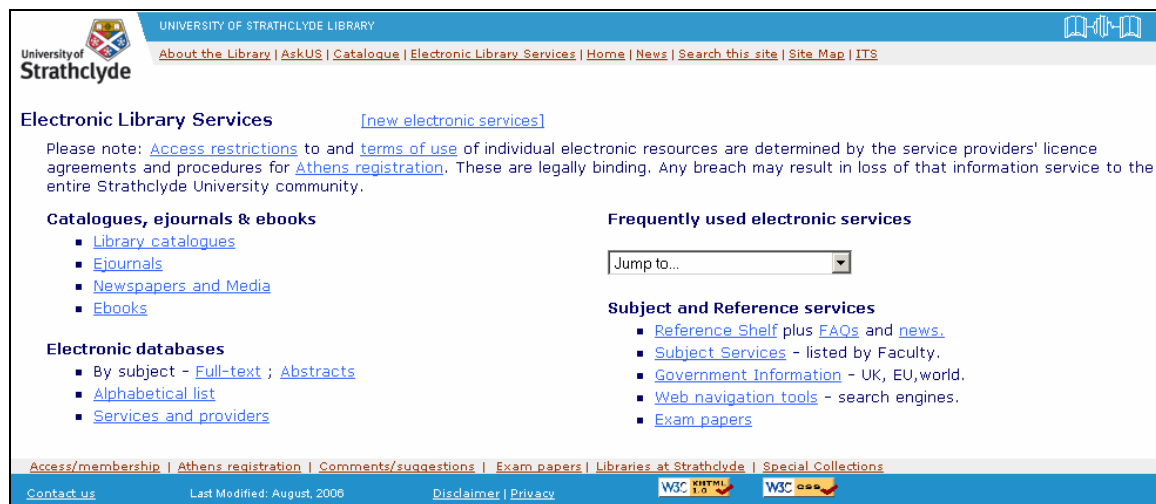 UNIVERSITY OF STRATHCLYDE LIBRARY
University of
Strathclyde
About the Library | AskUS | Catalogue | Electronic Library Services | Home | News | Search this site | Site Map | ITS
Electronic Library Services [new electronic services]
Please note: Access restrictions to and terms of use of individual electronic resources are determined by the service providers' licence
agreements and procedures for Athens registration. These are legally binding. Any breach may result in loss of that information service to the
entire Strathclyde University community.
Catalogues, ejournals & ebooks
Library catalogues
Ejournals
Newspapers and Media
Ebooks
Electronic databases
By subject - Full-text ; Abstracts
Alphabetical list
Services and providers
Frequently used electronic services
Jump to...
Subject and Reference services
Reference Shelf plus FAQs and news.
Subject Services - listed by Faculty.
Government Information - UK, EU,world.
Web navigation tools - search engines.
Exam papers
Access/membership | Athens registration | Comments/suggestions | Exam papers | Libraries at Strathclyde | Special Collections
Contact us Last Modified: August, 2006 Disclaimer | Privacy W3C XHTML 1.0 W3C css